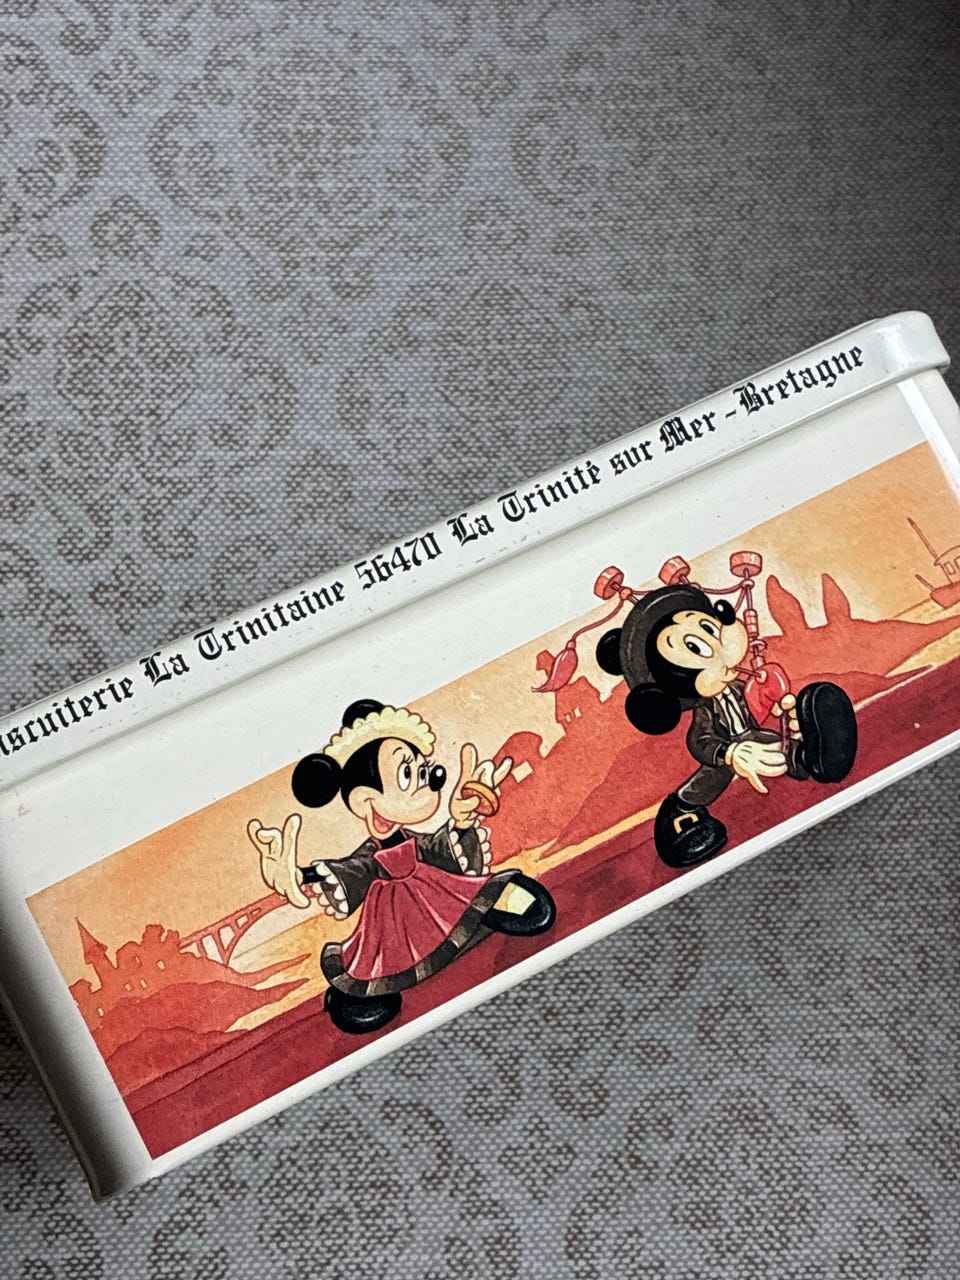 iscuiterie La Trinitaine 56470 La Trinité sur Mer - Bretagne